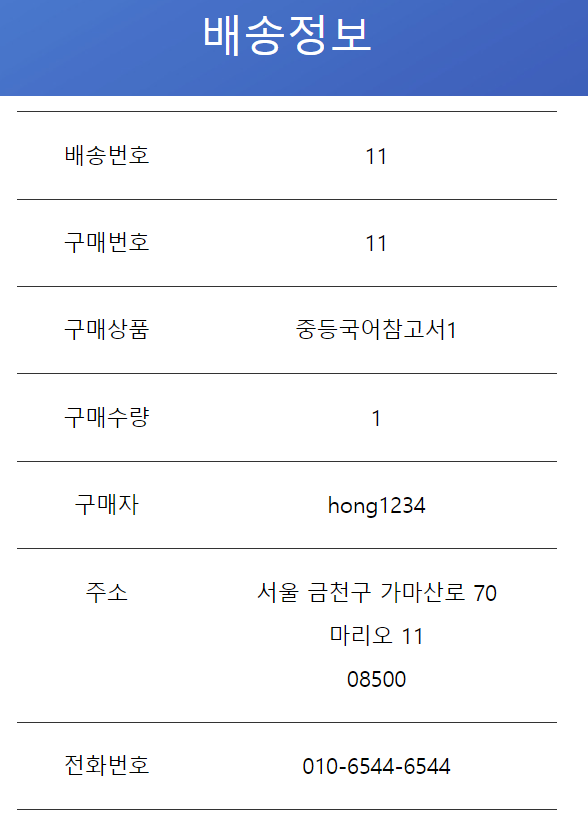 배송정보
배송번호 11
구매번호 11
구매상품 중등국어참고서1
구매수량 1
구매자 hong1234
주소 서울 금천구 가마산로 70
마리오 11
08500
전화번호 010-6544-6544